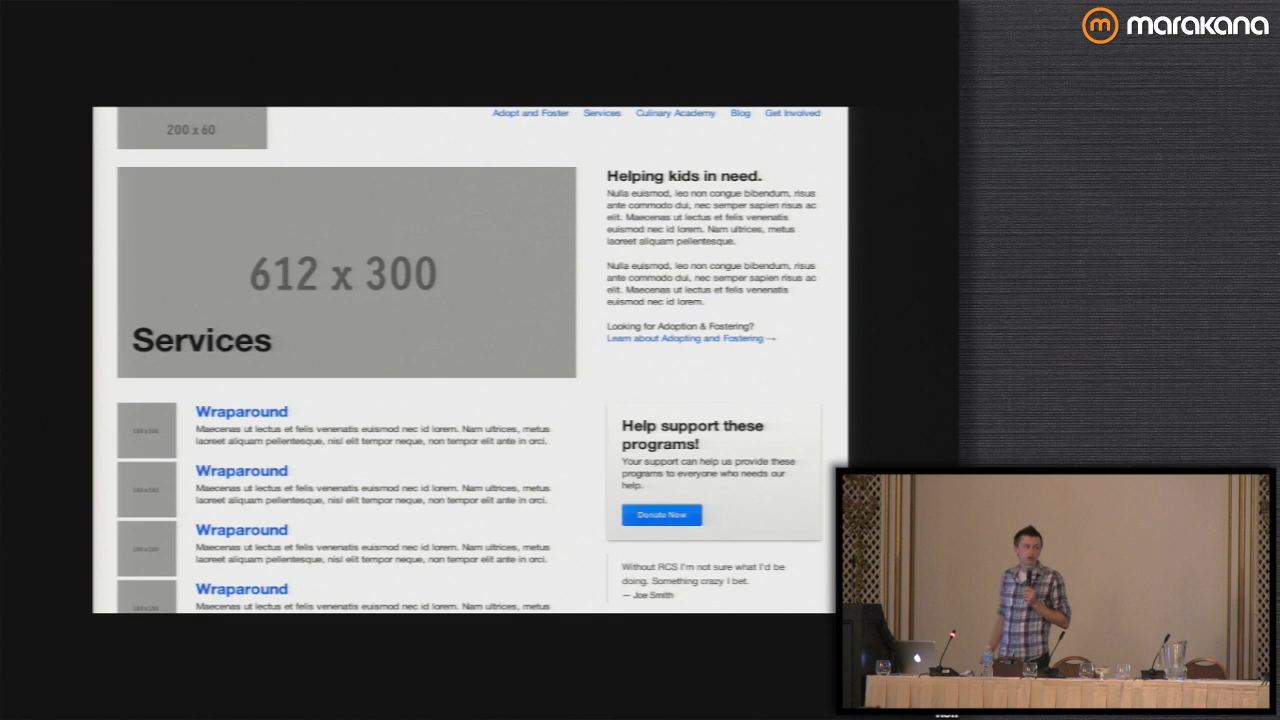 marakana
200 x 60
Adopt and Foster Services Culinary Academy Blog Get Involved
612 x 300
Services
Helping kids in need.
Nulla euismod, leo non congue bibendum, risus
ante commodo dui, nec semper sapien risus ac
elit. Maecenas ut lectus et felis venenatis
euismod nec id lorem. Nam ultrices, metus
laoreet aliquam pellentesque.
Nulla euismod, leo non congue bibendum, risus
ante commodo dui, nec semper sapien risus ac
elit. Maecenas ut lectus et felis venenatis
euismod nec id lorem.
Looking for Adoption & Fostering?
Learn about Adopting and Fostering →
100 x 100
Wraparound
Maecenas ut lectus et felis venenatis euismod nec id lorem. Nam ultrices, metus
laoreet aliquam pellentesque, nisl elit tempor neque, non tempor elit ante in orci.
100 x 100
Wraparound
Maecenas ut lectus et felis venenatis euismod nec id lorem. Nam ultrices, metus
laoreet aliquam pellentesque, nisl elit tempor neque, non tempor elit ante in orci.
100 x 100
Wraparound
Maecenas ut lectus et felis venenatis euismod nec id lorem. Nam ultrices, metus
laoreet aliquam pellentesque, nisl elit tempor neque, non tempor elit ante in orci.
100 x 100
Wraparound
Maecenas ut lectus et felis venenatis euismod nec id lorem. Nam ultrices, metus
Help support these
programs!
Your support can help us provide these
programs to everyone who needs our
help.
Donate Now
Without RCS I'm not sure what I'd be
doing. Something crazy I bet.
— Joe Smith